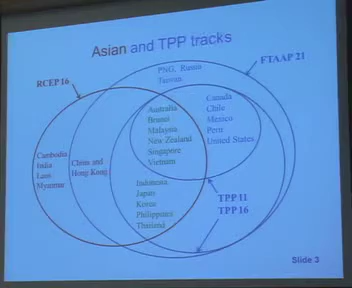 Asian and TPP tracks
RCEP 16
FTAAP 21
PNG, Russia
Taiwan
Australia
Brunei
Malaysia
New Zealand
Singapore
Vietnam
Canada
Chile
Mexico
Peru
United States
Cambodia
India
Laos
Myanmar
China and
Hong Kong
Indonesia
Japan
Korea
Philippines
Thailand
TPP 11
TPP 16
Slide 3